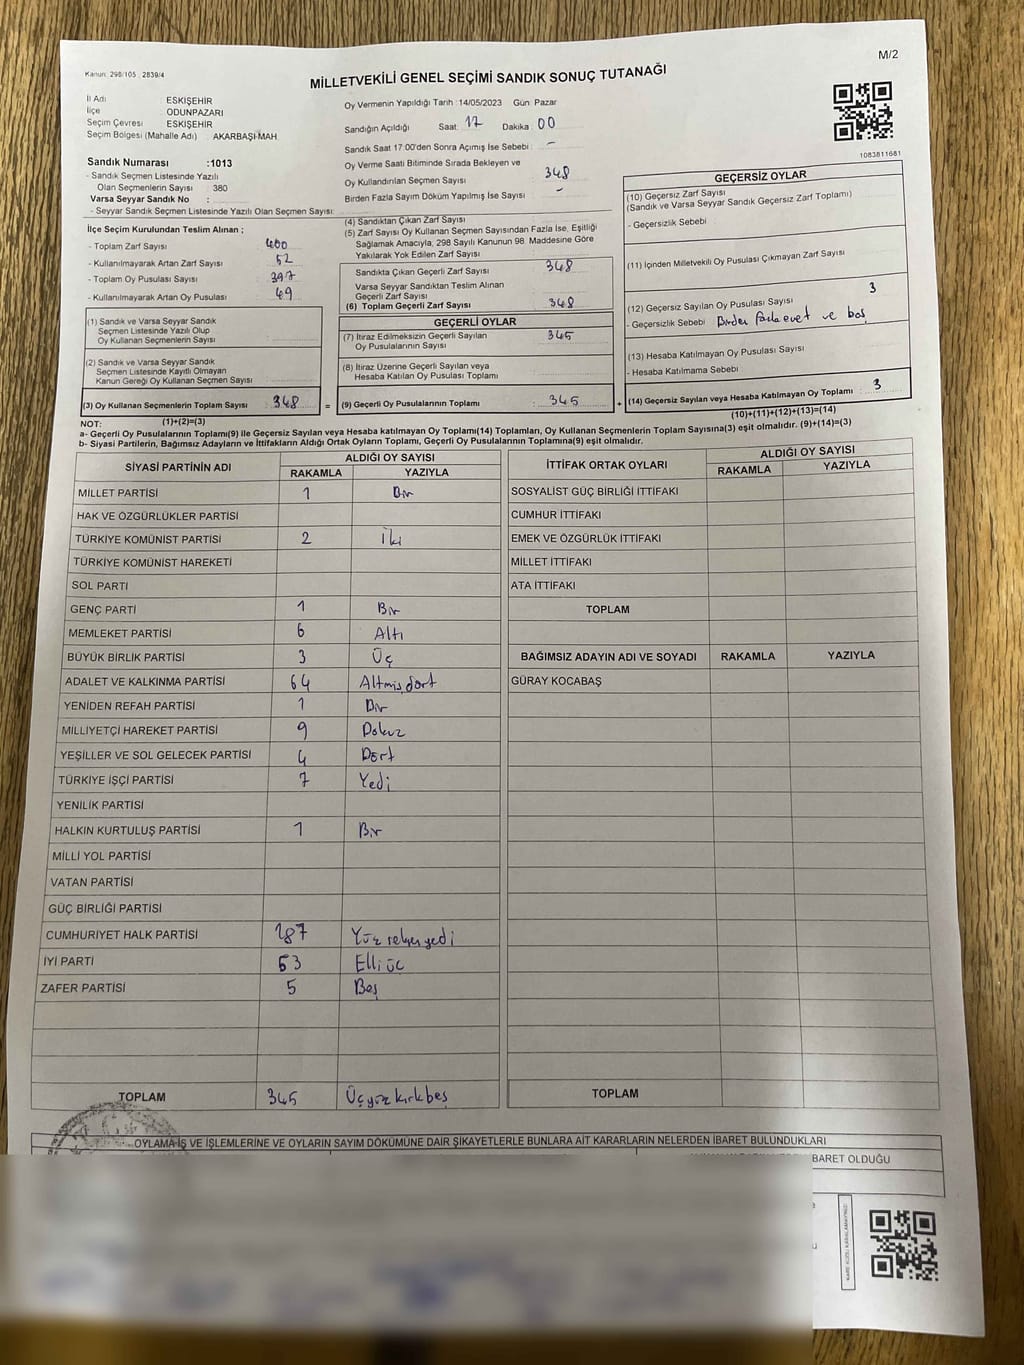 M/2
Kanun: 298/105 , 2839/4
MİLLETVEKİLİ GENEL SEÇİMİ SANDIK SONUÇ TUTANAĞI
İl Adı ESKİŞEHİR
İlçe ODUNPAZARI
Seçim Çevresi ESKİŞEHİR
Seçim Bölgesi (Mahalle Adı) AKARBAŞI MAH
Sandık Numarası :1013
- Sandık Seçmen Listesinde Yazılı
Olan Seçmenlerin Sayısı : 380
Varsa Seyyar Sandık No :
- Seyyar Sandık Seçmen Listesinde Yazılı Olan Seçmen Sayısı:
İlçe Seçim Kurulundan Teslim Alınan ;
- Toplam Zarf Sayısı : 400
- Kullanılmayarak Artan Zarf Sayısı : 52
- Toplam Oy Pusulası Sayısı : 397
- Kullanılmayarak Artan Oy Pusulası : 49
(1) Sandık ve Varsa Seyyar Sandık
Seçmen Listesinde Yazılı Olup
Oy Kullanan Seçmenlerin Sayısı :
(2) Sandık ve Varsa Seyyar Sandık
Seçmen Listesinde Kayıtlı Olmayan
Kanun Gereği Oy Kullanan Seçmen Sayısı :
(3) Oy Kullanan Seçmenlerin Toplam Sayısı : 348
(1)+(2)=(3)
Oy Vermenin Yapıldığı Tarih :14/05/2023 Gün Pazar
Sandığın Açıldığı Saat 17 Dakika 00
Sandık Saat 17:00'den Sonra Açımış İse Sebebi : -
Oy Verme Saati Bitiminde Sırada Bekleyen ve
Oy Kullandırılan Seçmen Sayısı : 348
Birden Fazla Sayım Döküm Yapılmış İse Sayısı : -
(4) Sandıktan Çıkan Zarf Sayısı :
(5) Zarf Sayısı Oy Kullanan Seçmen Sayısından Fazla İse, Eşitliği
Sağlamak Amacıyla, 298 Sayılı Kanunun 98. Maddesine Göre
Yakılarak Yok Edilen Zarf Sayısı :
Sandıkta Çıkan Geçerli Zarf Sayısı : 348
Varsa Seyyar Sandıktan Teslim Alınan
Geçerli Zarf Sayısı
(6) Toplam Geçerli Zarf Sayısı : 348
GEÇERLİ OYLAR
(7) İtiraz Edilmeksizin Geçerli Sayılan : 345
Oy Pusulalarının Sayısı
(8) İtiraz Üzerine Geçerli Sayılan veya
Hesaba Katılan Oy Pusulası Toplamı :
= (9) Geçerli Oy Pusulalarının Toplamı : 345
1083811681
GEÇERSİZ OYLAR
(10) Geçersiz Zarf Sayısı
(Sandık ve Varsa Seyyar Sandık Geçersiz Zarf Toplamı)
- Geçersizlik Sebebi :
(11) İçinden Milletvekili Oy Pusulası Çıkmayan Zarf Sayısı :
(12) Geçersiz Sayılan Oy Pusulası Sayısı : 3
- Geçersizlik Sebebi : Birden fazla evet ve boş
(13) Hesaba Katılmayan Oy Pusulası Sayısı :
- Hesaba Katılmama Sebebi :
+ (14) Geçersiz Sayılan veya Hesaba Katılmayan Oy Toplamı : 3
(10)+(11)+(12)+(13)=(14)
NOT:
a- Geçerli Oy Pusulalarının Toplamı(9) ile Geçersiz Sayılan veya Hesaba katılmayan Oy Toplam(14) Toplamları, Oy Kullanan Seçmenlerin Toplam Sayısına(3) eşit olmalıdır. (9)+(14)=(3)
b- Siyasi Partilerin, Bağımsız Adayların ve İttifakların Aldığı Ortak Oyların Toplamı, Geçerli Oy Pusulalarının Toplamına(9) eşit olmalıdır.
SİYASİ PARTİNİN ADI ALDIĞI OY SAYISI
RAKAMLA YAZIYLA
MİLLET PARTİSİ 1 Bir
HAK VE ÖZGÜRLÜKLER PARTİSİ
TÜRKİYE KOMÜNİST PARTİSİ 2 İki
TÜRKİYE KOMÜNİST HAREKETİ
SOL PARTİ
GENÇ PARTİ 1 Bir
MEMLEKET PARTİSİ 6 Altı
BÜYÜK BİRLİK PARTİSİ 3 Üç
ADALET VE KALKINMA PARTİSİ 64 Altmış dört
YENİDEN REFAH PARTİSİ 1 Bir
MİLLİYETÇİ HAREKET PARTİSİ 9 Dokuz
YEŞİLLER VE SOL GELECEK PARTİSİ 4 Dört
TÜRKİYE İŞÇİ PARTİSİ 7 Yedi
YENİLİK PARTİSİ
HALKIN KURTULUŞ PARTİSİ 1 Bir
MİLLİ YOL PARTİSİ
VATAN PARTİSİ
GÜÇ BİRLİĞİ PARTİSİ
CUMHURİYET HALK PARTİSİ 187 Yüz seksen yedi
İYİ PARTİ 53 Elli üç
ZAFER PARTİSİ 5 Beş
TOPLAM 345 Üçyüz kırkbeş
İTTİFAK ORTAK OYLARI ALDIĞI OY SAYISI
RAKAMLA YAZIYLA
SOSYALİST GÜÇ BİRLİĞİ İTTİFAKI
CUMHUR İTTİFAKI
EMEK VE ÖZGÜRLÜK İTTİFAKI
MİLLET İTTİFAKI
ATA İTTİFAKI
TOPLAM
BAĞIMSIZ ADAYIN ADI VE SOYADI RAKAMLA YAZIYLA
GÜRAY KOCABAŞ
TOPLAM
OYLAMA İŞ VE İŞLEMLERİNE VE OYLARIN SAYIM DÖKÜMÜNE DAİR ŞİKAYETLERLE BUNLARA AİT KARARLARIN NELERDEN İBARET BULUNDUKLARI
BARET OLDUĞU